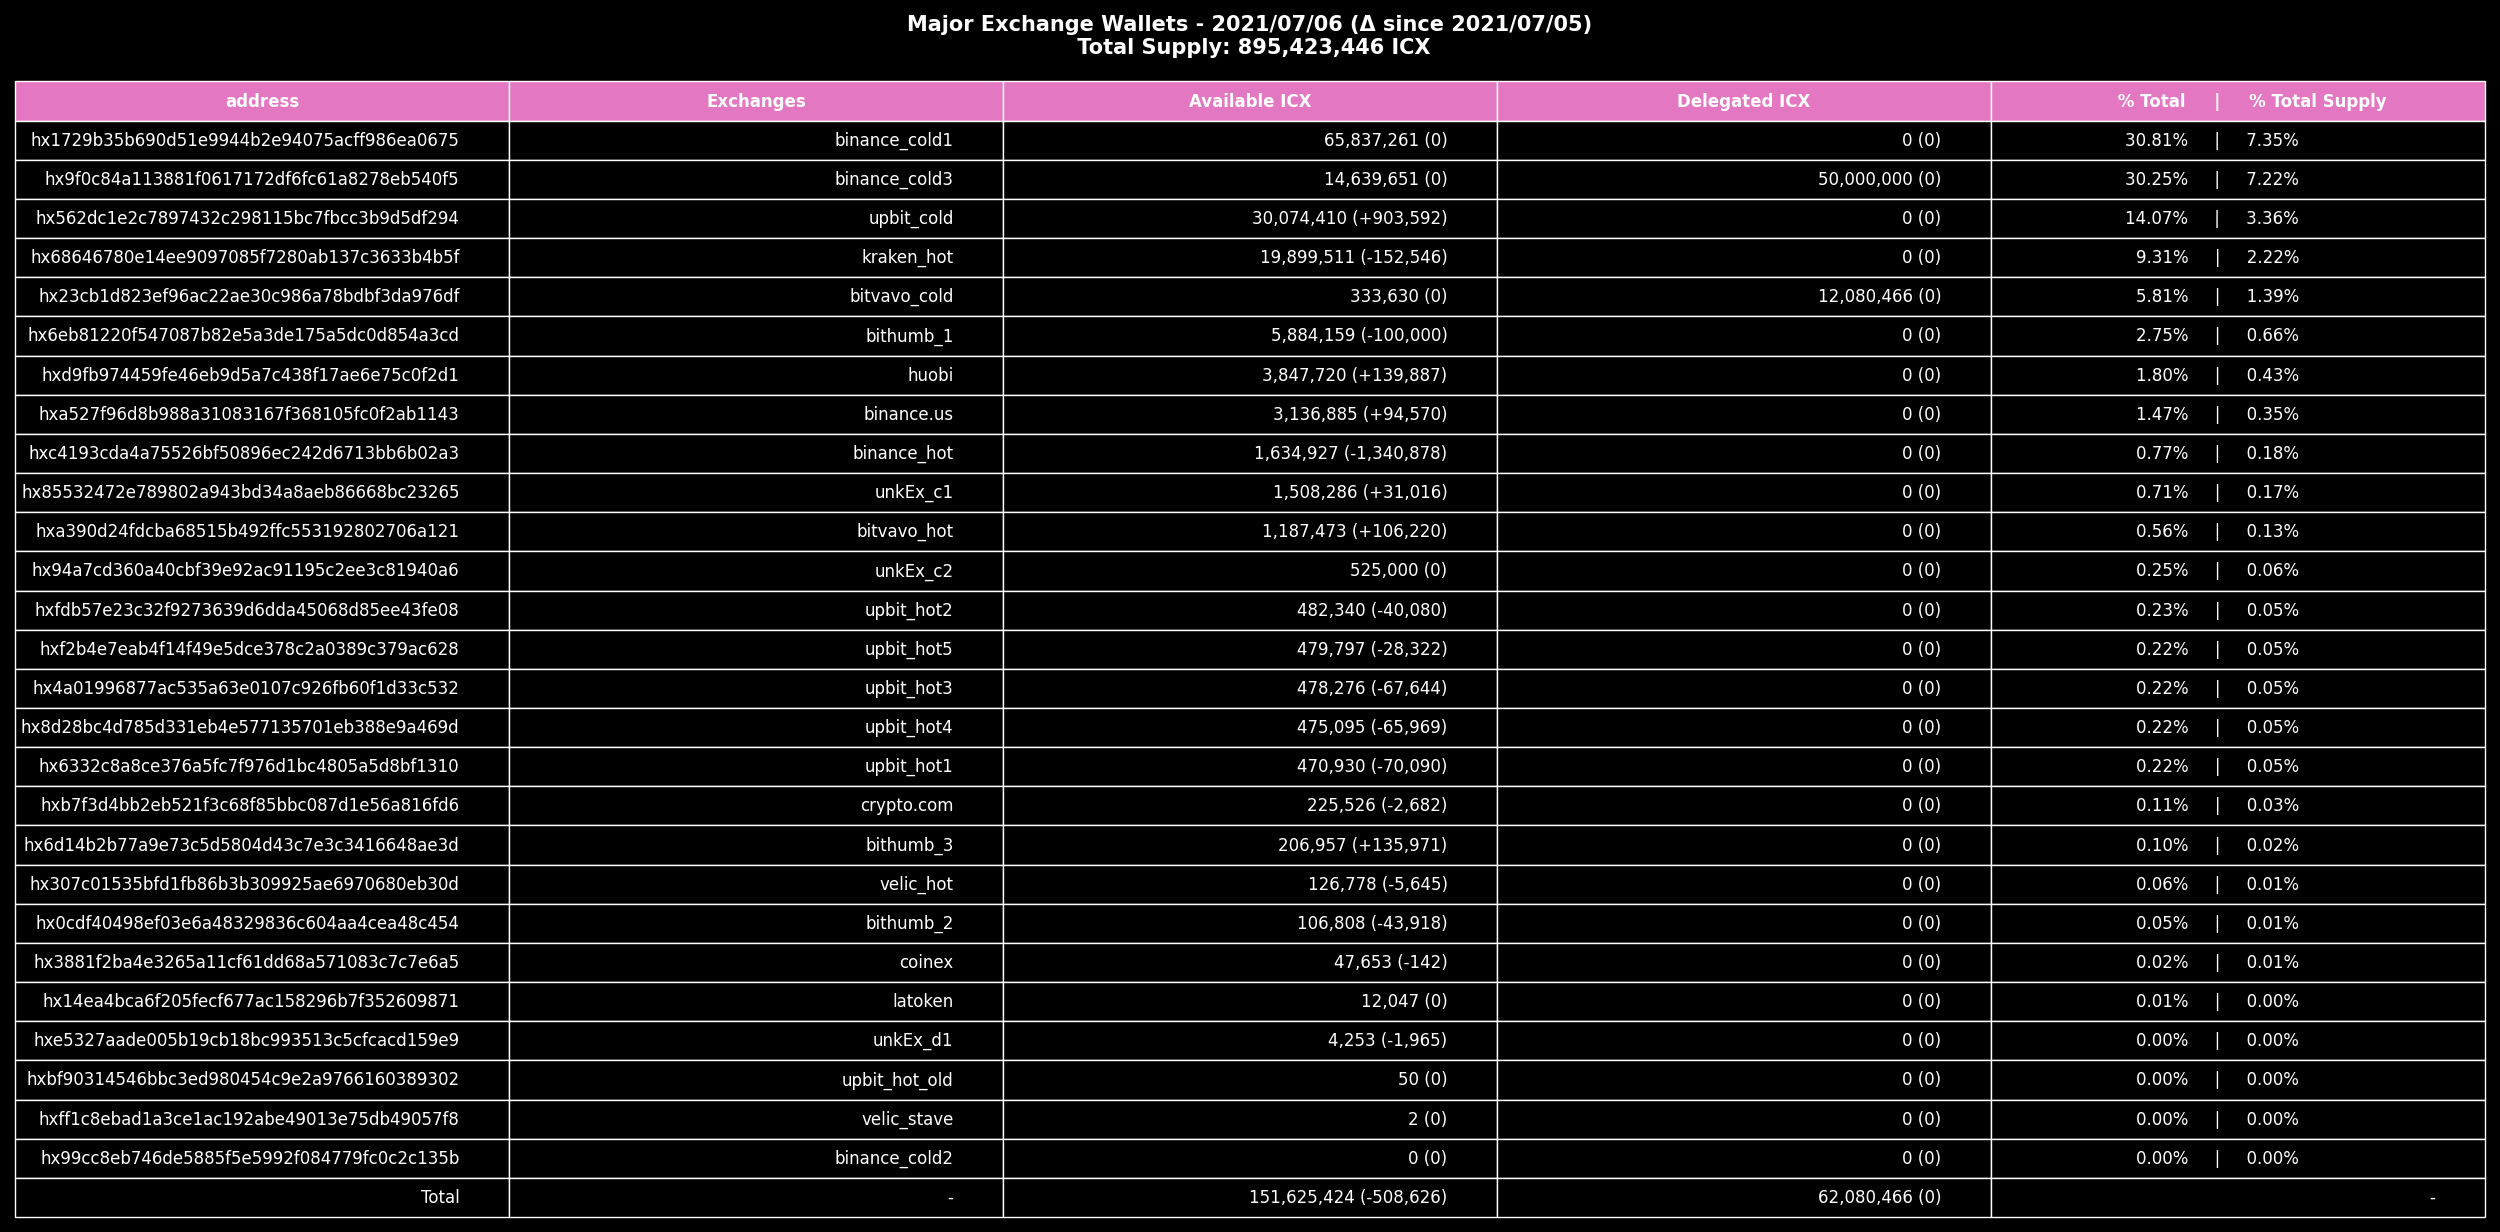 Major Exchange Wallets - 2021/07/06 (Δ since 2021/07/05)
Total Supply: 895,423,446 ICX
address Exchanges Available ICX Delegated ICX % Total | % Total Supply
hx1729b35b690d51e9944b2e94075acff986ea0675 binance_cold1 65,837,261 (0) 0 (0) 30.81% | 7.35%
hx9f0c84a113881f0617172df6fc61a8278eb540f5 binance_cold3 14,639,651 (0) 50,000,000 (0) 30.25% | 7.22%
hx562dc1e2c7897432c298115bc7fbcc3b9d5df294 upbit_cold 30,074,410 (+903,592) 0 (0) 14.07% | 3.36%
hx68646780e14ee9097085f7280ab137c3633b4b5f kraken_hot 19,899,511 (-152,546) 0 (0) 9.31% | 2.22%
hx23cb1d823ef96ac22ae30c986a78bdbf3da976df bitvavo_cold 333,630 (0) 12,080,466 (0) 5.81% | 1.39%
hx6eb81220f547087b82e5a3de175a5dc0d854a3cd bithumb_1 5,884,159 (-100,000) 0 (0) 2.75% | 0.66%
hxd9fb974459fe46eb9d5a7c438f17ae6e75c0f2d1 huobi 3,847,720 (+139,887) 0 (0) 1.80% | 0.43%
hxa527f96d8b988a31083167f368105fc0f2ab1143 binance.us 3,136,885 (+94,570) 0 (0) 1.47% | 0.35%
hxc4193cda4a75526bf50896ec242d6713bb6b02a3 binance_hot 1,634,927 (-1,340,878) 0 (0) 0.77% | 0.18%
hx85532472e789802a943bd34a8aeb86668bc23265 unkEx_c1 1,508,286 (+31,016) 0 (0) 0.71% | 0.17%
hxa390d24fdcba68515b492ffc553192802706a121 bitvavo_hot 1,187,473 (+106,220) 0 (0) 0.56% | 0.13%
hx94a7cd360a40cbf39e92ac91195c2ee3c81940a6 unkEx_c2 525,000 (0) 0 (0) 0.25% | 0.06%
hxfdb57e23c32f9273639d6dda45068d85ee43fe08 upbit_hot2 482,340 (-40,080) 0 (0) 0.23% | 0.05%
hxf2b4e7eab4f14f49e5dce378c2a0389c379ac628 upbit_hot5 479,797 (-28,322) 0 (0) 0.22% | 0.05%
hx4a01996877ac535a63e0107c926fb60f1d33c532 upbit_hot3 478,276 (-67,644) 0 (0) 0.22% | 0.05%
hx8d28bc4d785d331eb4e577135701eb388e9a469d upbit_hot4 475,095 (-65,969) 0 (0) 0.22% | 0.05%
hx6332c8a8ce376a5fc7f976d1bc4805a5d8bf1310 upbit_hot1 470,930 (-70,090) 0 (0) 0.22% | 0.05%
hxb7f3d4bb2eb521f3c68f85bbc087d1e56a816fd6 crypto.com 225,526 (-2,682) 0 (0) 0.11% | 0.03%
hx6d14b2b77a9e73c5d5804d43c7e3c3416648ae3d bithumb_3 206,957 (+135,971) 0 (0) 0.10% | 0.02%
hx307c01535bfd1fb86b3b309925ae6970680eb30d velic_hot 126,778 (-5,645) 0 (0) 0.06% | 0.01%
hx0cdf40498ef03e6a48329836c604aa4cea48c454 bithumb_2 106,808 (-43,918) 0 (0) 0.05% | 0.01%
hx3881f2ba4e3265a11cf61dd68a571083c7c7e6a5 coinex 47,653 (-142) 0 (0) 0.02% | 0.01%
hx14ea4bca6f205fecf677ac158296b7f352609871 latoken 12,047 (0) 0 (0) 0.01% | 0.00%
hxe5327aade005b19cb18bc993513c5cfcacd159e9 unkEx_d1 4,253 (-1,965) 0 (0) 0.00% | 0.00%
hxbf90314546bbc3ed980454c9e2a9766160389302 upbit_hot_old 50 (0) 0 (0) 0.00% | 0.00%
hxff1c8ebad1a3ce1ac192abe49013e75db49057f8 velic_stave 2 (0) 0 (0) 0.00% | 0.00%
hx99cc8eb746de5885f5e5992f084779fc0c2c135b binance_cold2 0 (0) 0 (0) 0.00% | 0.00%
Total - 151,625,424 (-508,626) 62,080,466 (0) -